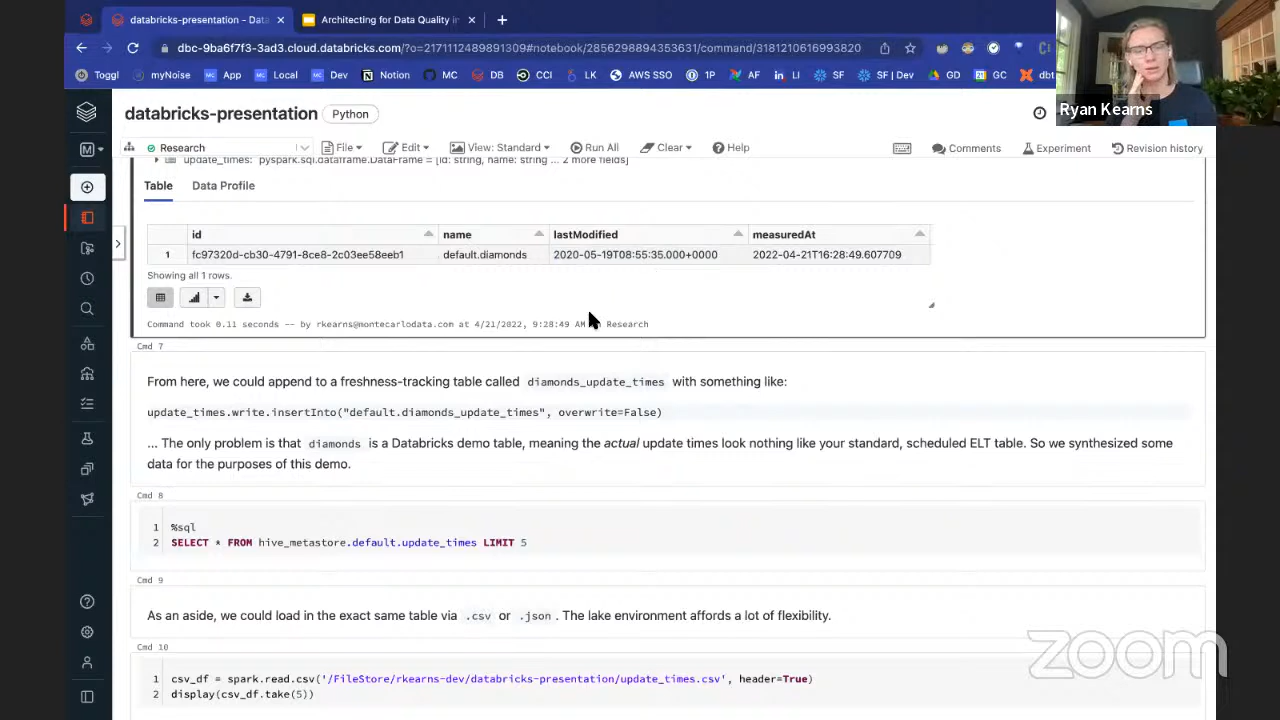 databricks-presentation - Data
Architecting for Data Quality in
dbc-9ba6f7f3-3ad3.cloud.databricks.com/?o=2171112489891309#notebook/2856298894353631/command/3181210616993820
Toggl myNoise App Local Dev Notion MC DB CCI LK AWS SSO 1P AF LI SF SF | Dev GD GC dbt
Ryan Kearns
databricks-presentation Python
Research File Edit View: Standard Run All Clear Help Comments Experiment Revision history
update_times: pyspark.sql.dataframe.DataFrame = [id: string, name: string ... 2 more fields]
Table Data Profile
id name lastModified measuredAt
1 fc97320d-cb30-4791-8ce8-2c03ee58eeb1 default.diamonds 2020-05-19T08:55:35.000+0000 2022-04-21T16:28:49.607709
Showing all 1 rows.
Command took 0.11 seconds -- by rkearns@montecarlodata.com at 4/21/2022, 9:28:49 AM Research
Cmd 7
From here, we could append to a freshness-tracking table called diamonds_update_times with something like:
update_times.write.insertInto("default.diamonds_update_times", overwrite=False)
... The only problem is that diamonds is a Databricks demo table, meaning the actual update times look nothing like your standard, scheduled ELT table. So we synthesized some
data for the purposes of this demo.
Cmd 8
1 %sql
2 SELECT * FROM hive_metastore.default.update_times LIMIT 5
Cmd 9
As an aside, we could load in the exact same table via .csv or .json. The lake environment affords a lot of flexibility.
Cmd 10
1 csv_df = spark.read.csv('/FileStore/rkearns-dev/databricks-presentation/update_times.csv', header=True)
2 display(csv_df.take(5))
zoom